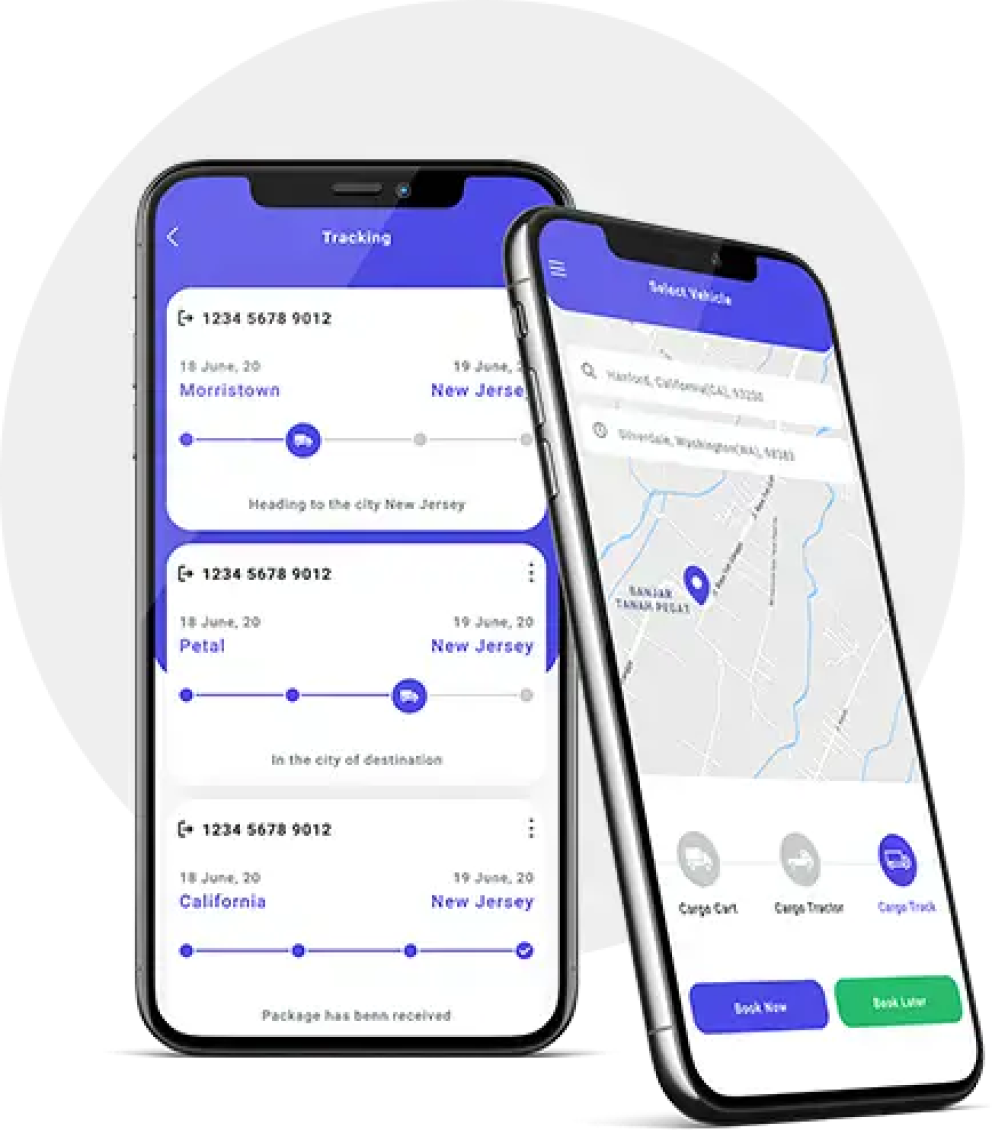 Tracking
1234 5678 9012
18 June, 20
19 June, 2
Morristown
New Jerse
Heading to the city New Jersey
1234 5678 9012
18 June, 20
19 June, 20
Petal
New Jersey
In the city of destination
1234 5678 9012
18 June, 20
19 June, 20
California
New Jersey
Package has benn received
Select Vehicle
Hanford, California(CA), 93230
Silverdale, Washington(WA), 98383
BANJAR
TANAH PEGAT
Cargo Cart
Cargo Tractor
Cargo Track
Book Now
Book Later